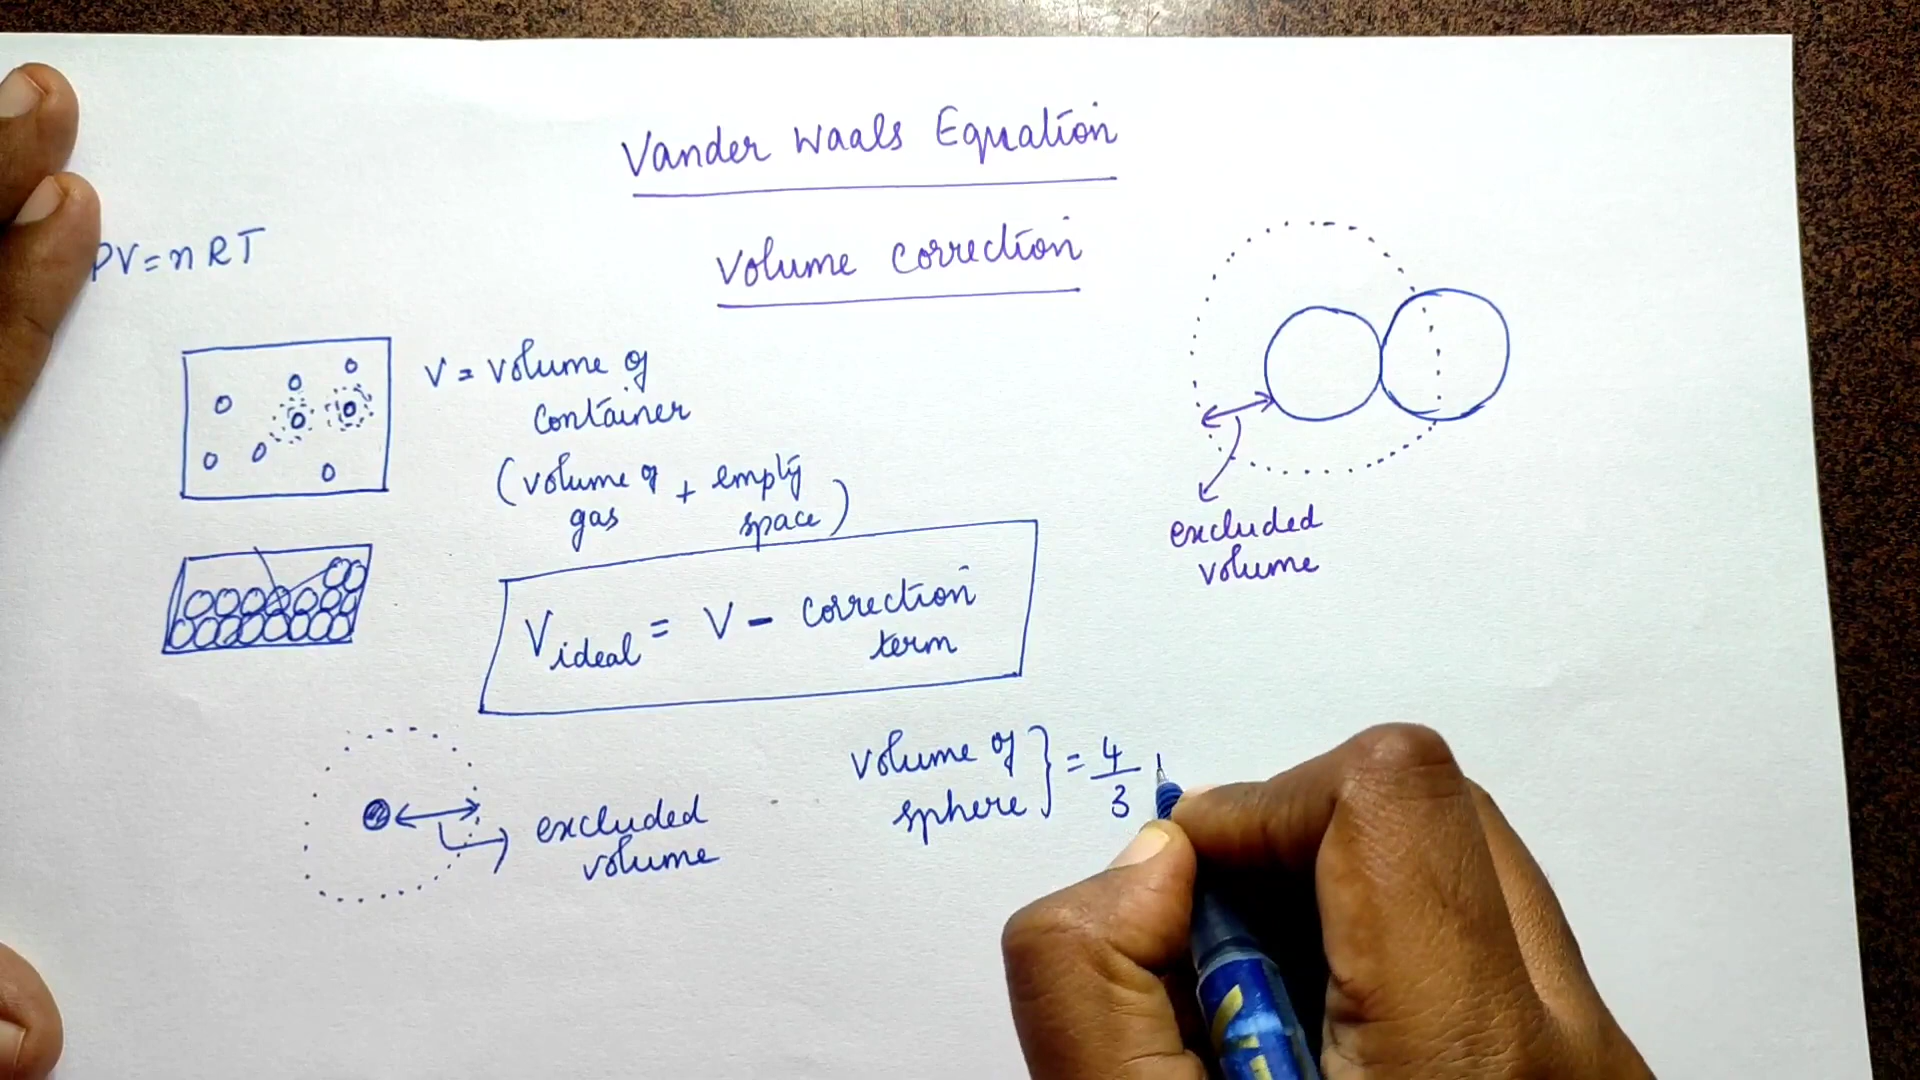 Vander Waals Equation
Volume correction
PV = nRT
V = volume of
container
(volume of + empty
gas space)
V ideal = V - correction
term
excluded
volume
volume of } = 4/3
sphere
excluded
volume